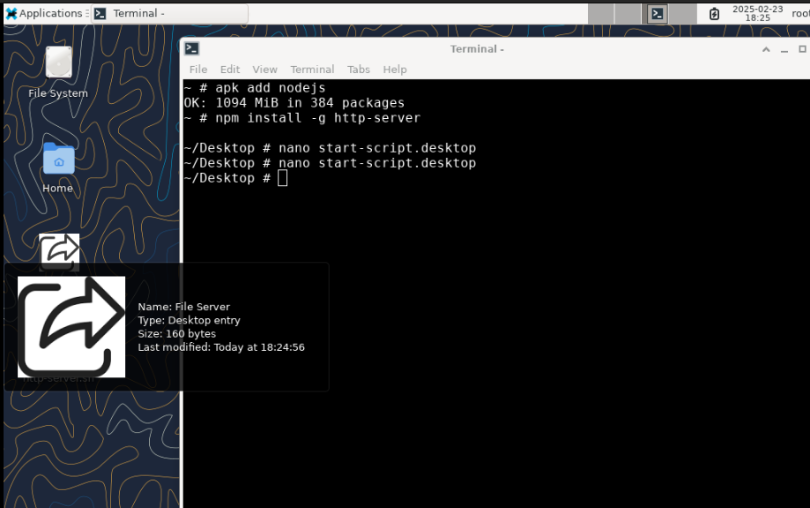 Applications
Terminal -
2025-02-23
18:25
root
Terminal -
File Edit View Terminal Tabs Help
~ # apk add nodejs
OK: 1094 MiB in 384 packages
~ # npm install -g http-server
~/Desktop # nano start-script.desktop
~/Desktop # nano start-script.desktop
~/Desktop #
File System
Home
Name: File Server
Type: Desktop entry
Size: 160 bytes
Last modified: Today at 18:24:56
http-server.sh